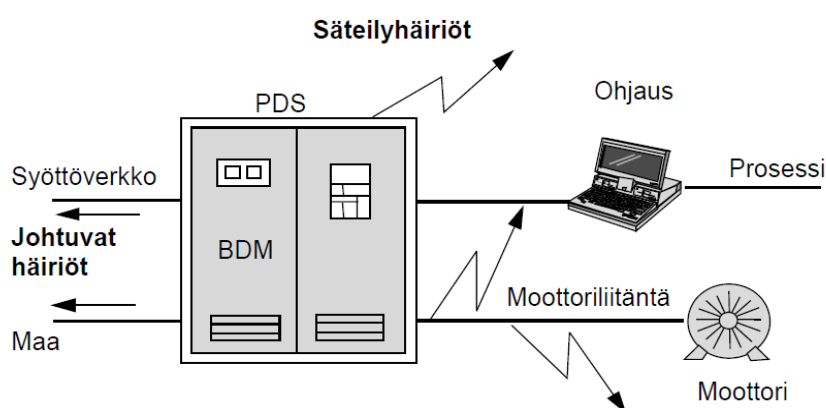 Säteilyhäiriöt
PDS
Ohjaus
Syöttöverkko
Prosessi
Johtuvat
häiriöt
BDM
Moottoriliitäntä
Maa
Moottori